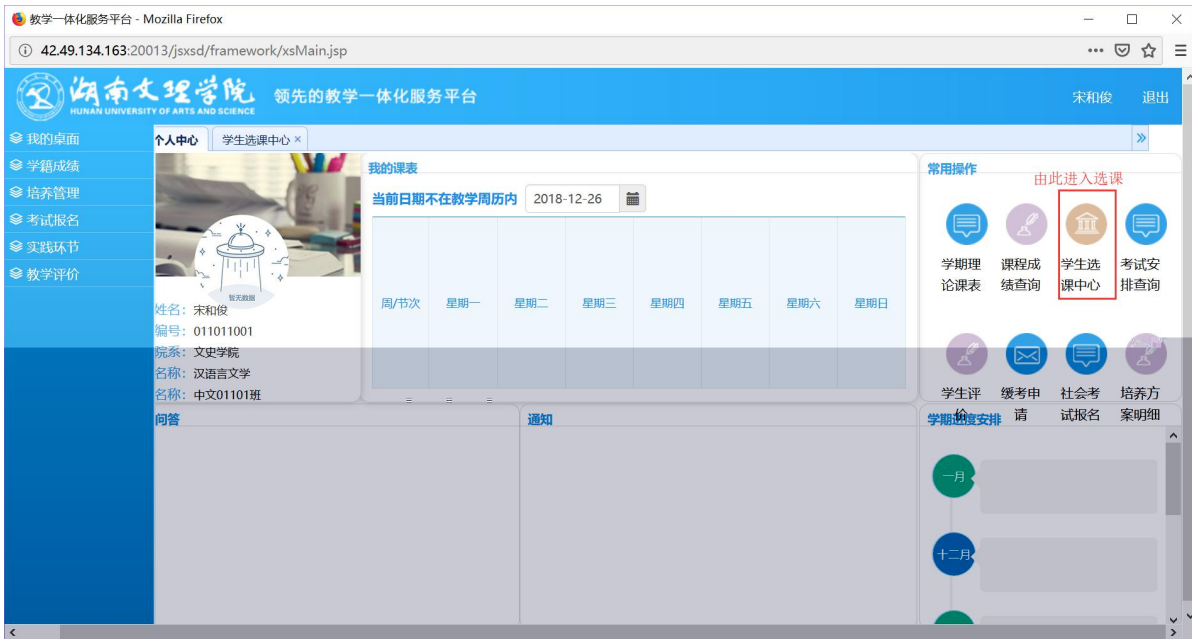 教学一体化服务平台 - Mozilla Firefox
42.49.134.163:20013/jsxsd/framework/xsMain.jsp
湖南文理学院
HUNAN UNIVERSITY OF ARTS AND SCIENCE
领先的教学一体化服务平台
宋和俊 退出
我的桌面
学籍成绩
培养管理
考试报名
实践环节
教学评价
个人中心 学生选课中心 ×
暂无数据
姓名: 宋和俊
编号: 011011001
院系: 文史学院
名称: 汉语言文学
名称: 中文01101班
我的课表
当前日期不在教学周历内 2018-12-26
周/节次 星期一 星期二 星期三 星期四 星期五 星期六 星期日
常用操作
由此进入选课
学期理论课表
课程成绩查询
学生选课中心
考试安排查询
学生评价
缓考申请
社会考试报名
培养方案明细
问答
通知
学期进度安排
一月
十二月